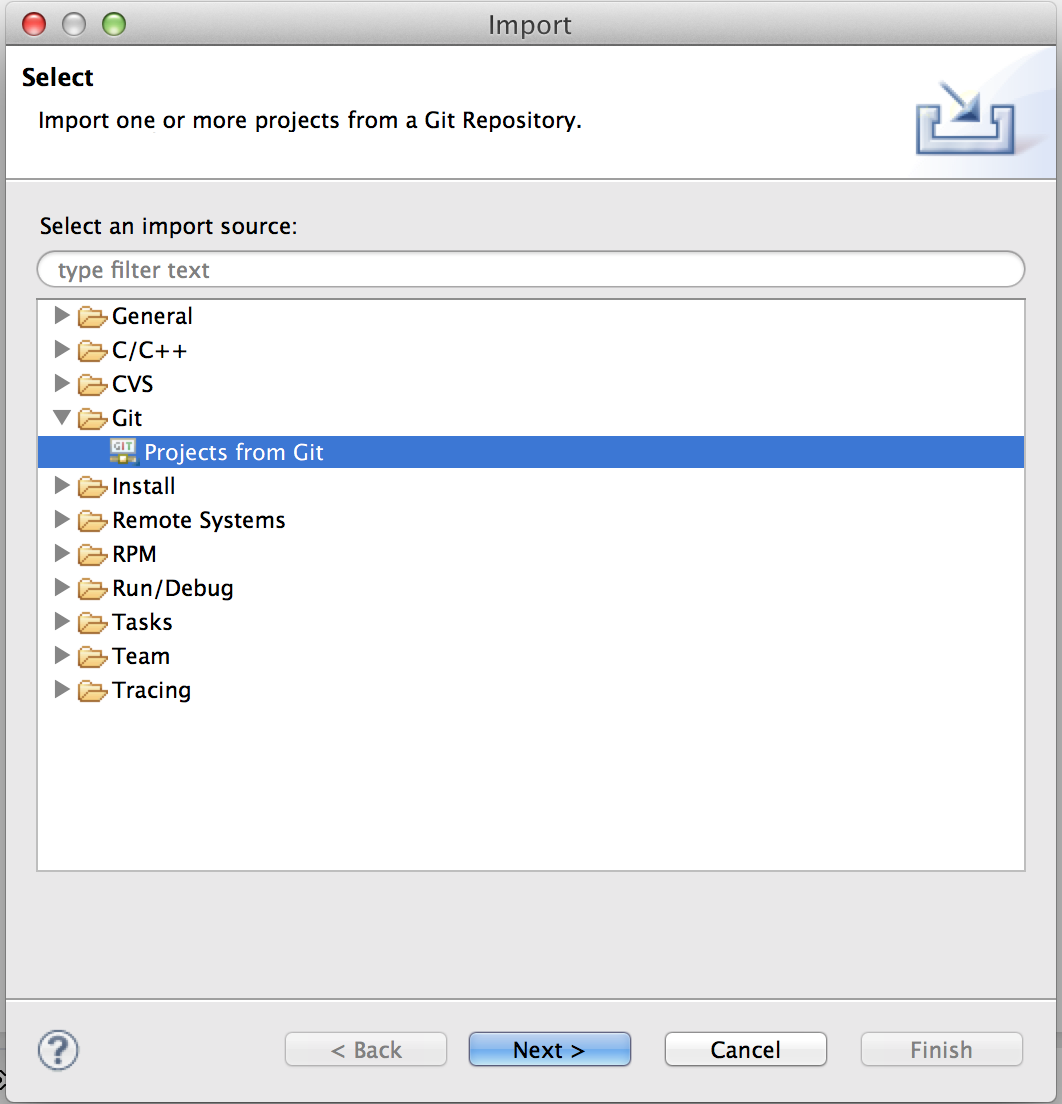 Import
Select
Import one or more projects from a Git Repository.
Select an import source:
type filter text
General
C/C++
CVS
Git
GIT Projects from Git
Install
Remote Systems
RPM
Run/Debug
Tasks
Team
Tracing
? < Back Next > Cancel Finish